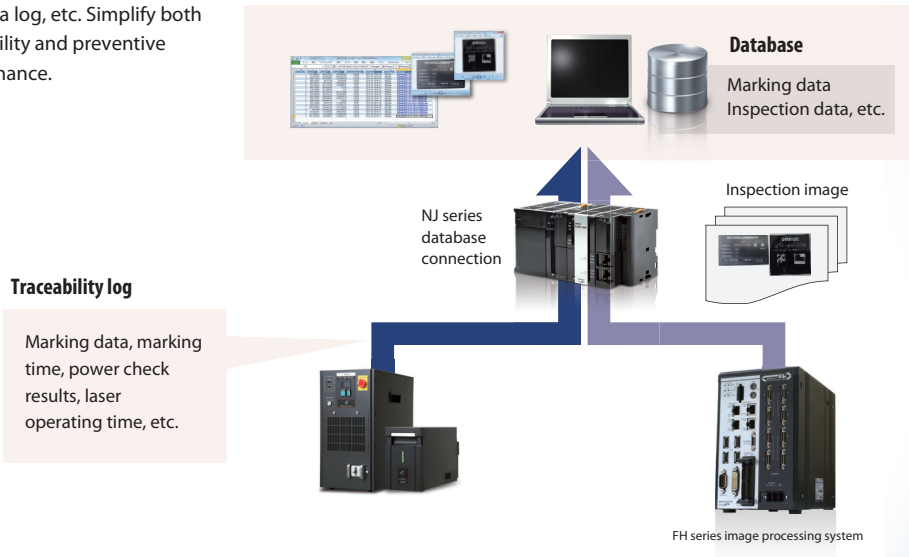 a log, etc. Simplify both
ility and preventive
nance.
Database
Marking data
Inspection data, etc.
Inspection image
NJ series
database
connection
Traceability log
Marking data, marking
time, power check
results, laser
operating time, etc.
FH series image processing system